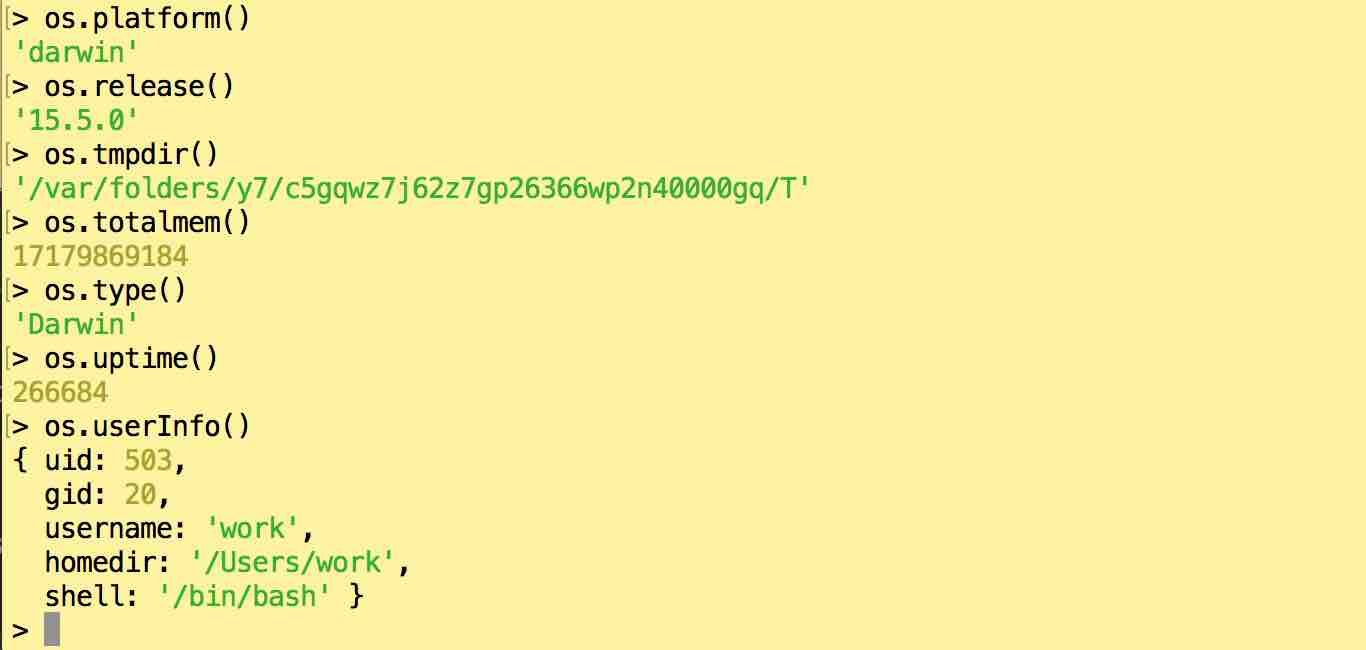 [> os.platform()
'darwin'
[> os.release()
'15.5.0'
[> os.tmpdir()
'/var/folders/y7/c5gqwz7j62z7gp26366wp2n40000gq/T'
[> os.totalmem()
17179869184
[> os.type()
'Darwin'
[> os.uptime()
266684
[> os.userInfo()
{ uid: 503,
  gid: 20,
  username: 'work',
  homedir: '/Users/work',
  shell: '/bin/bash' }
>